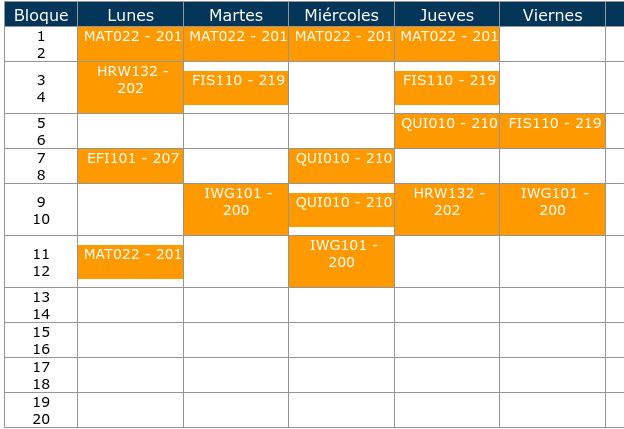 Bloque Lunes Martes Miércoles Jueves Viernes
1 MAT022 - 201 MAT022 - 201 MAT022 - 201 MAT022 - 201
2
3 HRW132 - FIS110 - 219 FIS110 - 219
4 202
5 QUI010 - 210 FIS110 - 219
6
7 EFI101 - 207 QUI010 - 210
8
9 IWG101 - QUI010 - 210 HRW132 - IWG101 -
10 200 202 200
11 MAT022 - 201 IWG101 -
12 200
13
14
15
16
17
18
19
20